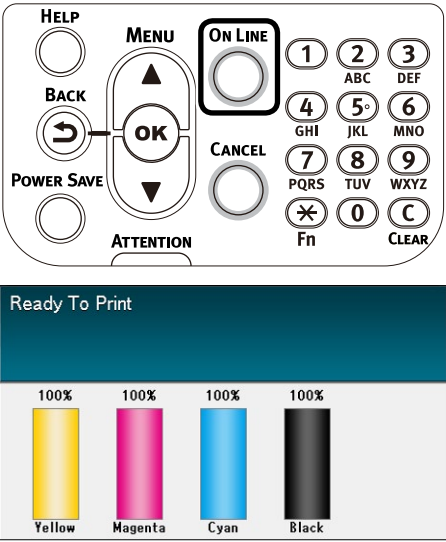 HELP
MENU
ON LINE
1 2 3
ABC DEF
BACK
4 5 6
GHI JKL MNO
OK
CANCEL
7 8 9
PQRS TUV WXYZ
POWER SAVE
* 0 C
Fn CLEAR
ATTENTION
Ready To Print
100% 100% 100% 100%
Yellow Magenta Cyan Black